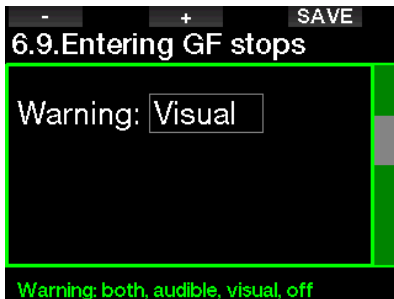 - + SAVE
6.9.Entering GF stops
Warning: Visual
Warning: both, audible, visual, off